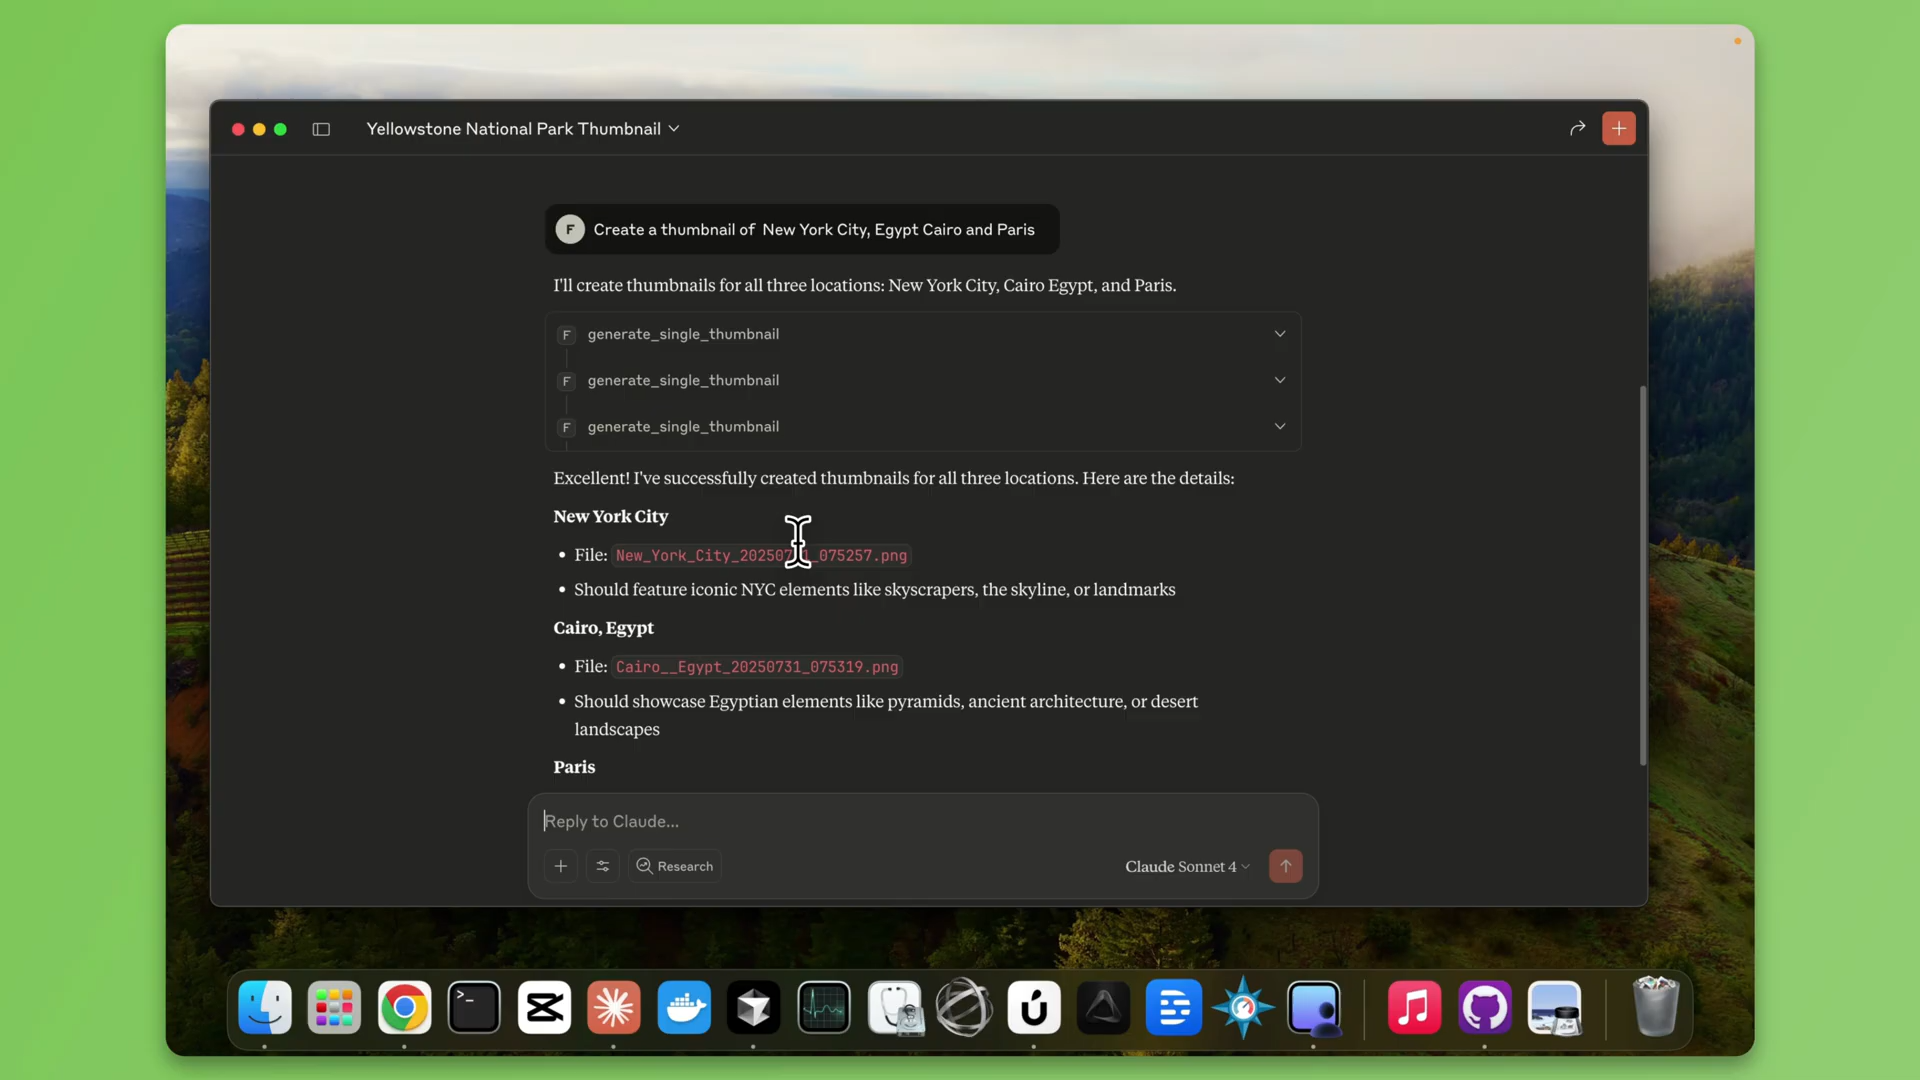 Yellowstone National Park Thumbnail
F Create a thumbnail of New York City, Egypt Cairo and Paris
I'll create thumbnails for all three locations: New York City, Cairo Egypt, and Paris.
F generate_single_thumbnail
F generate_single_thumbnail
F generate_single_thumbnail
Excellent! I've successfully created thumbnails for all three locations. Here are the details:
New York City
• File: New_York_City_20250731_075257.png
• Should feature iconic NYC elements like skyscrapers, the skyline, or landmarks
Cairo, Egypt
• File: Cairo__Egypt_20250731_075319.png
• Should showcase Egyptian elements like pyramids, ancient architecture, or desert
landscapes
Paris
Reply to Claude...
Research
Claude Sonnet 4